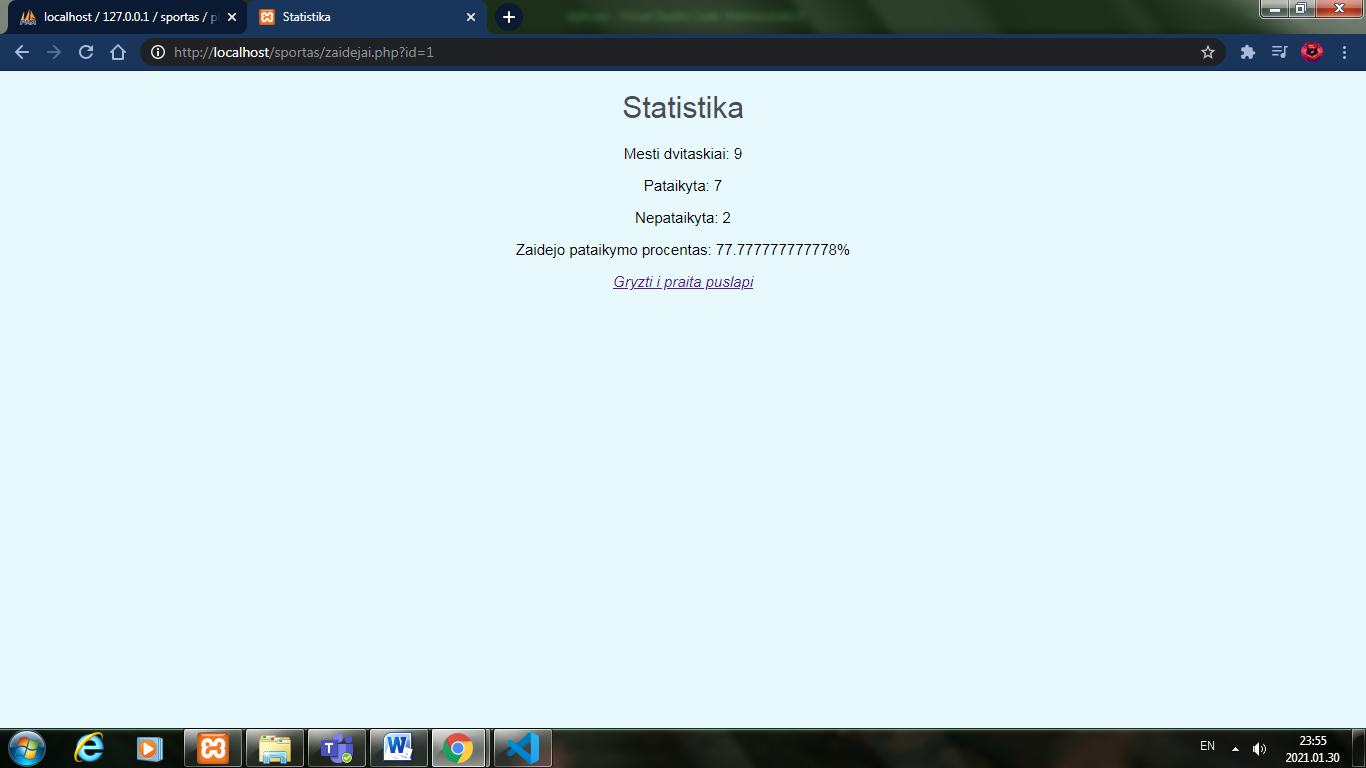 localhost / 127.0.0.1 / sportas / p
Statistika
http://localhost/sportas/zaidejai.php?id=1
Statistika
Mesti dvitaskiai: 9
Pataikyta: 7
Nepataikyta: 2
Zaidejo pataikymo procentas: 77.777777777778%
Gryzti i praita puslapi
EN
23:55
2021.01.30